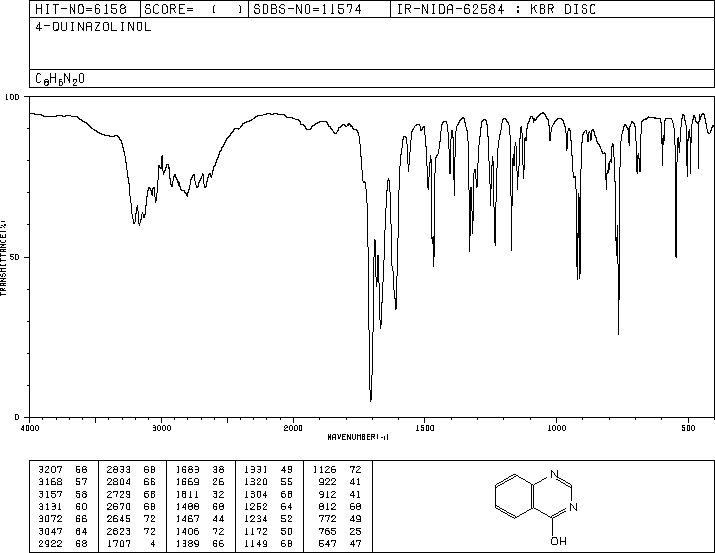 HIT-NO=6158 SCORE= ( ) SDBS-NO=11574 IR-NIDA-62584 : KBR DISC
4-QUINAZOLINOL
C8H6N2O
100
50
0
TRANSMITTANCE(%)
4000 3000 2000 1500 1000 500
WAVENUMBER(-1)
3207 2833 68 1683 38 1331 49 1126 72
3168 57 2804 66 1669 26 1320 55 922 41
3157 58 2729 66 1611 32 1304 68 912 41
3131 60 2670 68 1488 68 1262 64 812 68
3072 66 2645 72 1467 44 1234 52 772 49
3047 64 2623 72 1406 72 1172 50 765 25
2922 68 1707 4 1389 66 1149 68 547 47
N
N
OH